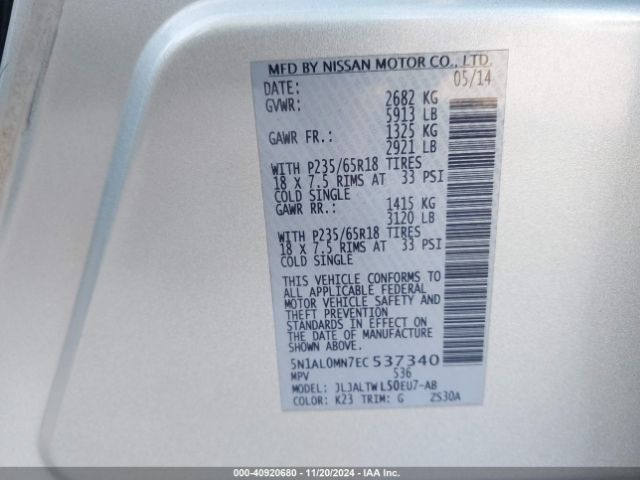 MFD BY NISSAN MOTOR CO., LTD.
DATE: 05/14
GVWR: 2682 KG
5913 LB
GAWR FR.: 1325 KG
2921 LB
WITH P235/65R18 TIRES
18 X 7.5 RIMS AT 33 PSI
COLD SINGLE
GAWR RR.: 1415 KG
3120 LB
WITH P235/65R18 TIRES
18 X 7.5 RIMS AT 33 PSI
COLD SINGLE
THIS VEHICLE CONFORMS TO
ALL APPLICABLE FEDERAL
MOTOR VEHICLE SAFETY AND
THEFT PREVENTION
STANDARDS IN EFFECT ON
THE DATE OF MANUFACTURE
SHOWN ABOVE.
5N1AL0MN7EC537340
MPV 536
MODEL: JLJALTWL50EU7-AB
COLOR: K23 TRIM: G ZS30A
000-40920680 - 11/20/2024 - IAA Inc.